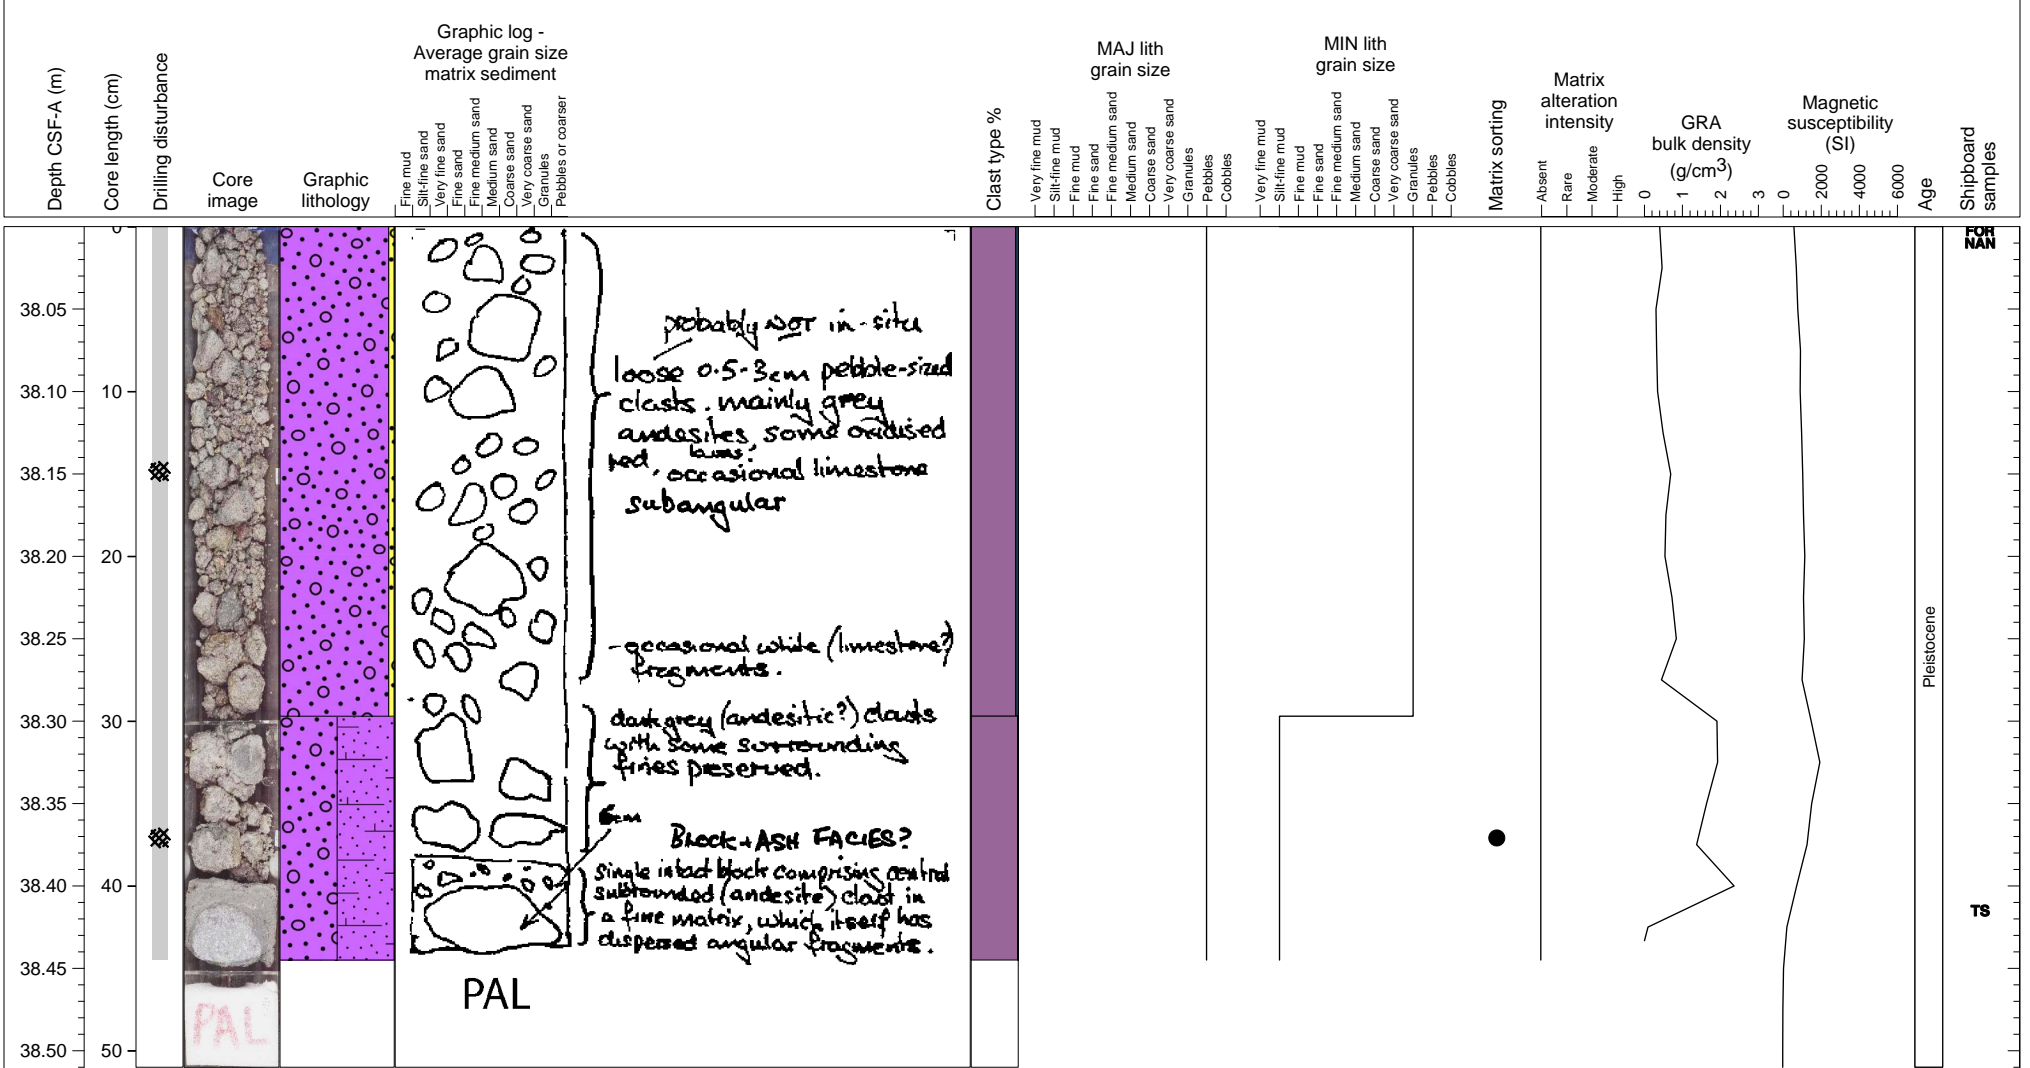 Depth CSF-A (m)
Core length (cm)
Drilling disturbance
Core
image
Graphic
lithology
Graphic log -
Average grain size
matrix sediment
Fine mud
Silt-fine sand
Very fine sand
Fine sand
Fine medium sand
Medium sand
Coarse sand
Very coarse sand
Granules
Pebbles or coarser
Clast type %
MAJ lith
grain size
Very fine mud
Silt-fine mud
Fine mud
Fine sand
Fine medium sand
Medium sand
Coarse sand
Very coarse sand
Granules
Pebbles
Cobbles
MIN lith
grain size
Very fine mud
Silt-fine mud
Fine mud
Fine sand
Fine medium sand
Medium sand
Coarse sand
Very coarse sand
Granules
Pebbles
Cobbles
Matrix sorting
Matrix
alteration
intensity
Absent
Rare
Moderate
High
GRA
bulk density
(g/cm3)
0 1 2 3
Magnetic
susceptibility
(SI)
0 2000 4000 6000
Age
Shipboard
samples
0
38.05
38.10 10
38.15
38.20 20
38.25
38.30 30
38.35
38.40 40
38.45
38.50 50
probably NOT in-situ
loose 0.5-3cm pebble-sized
clasts. mainly grey
andesites, some oxidised
red, lavas, occasional limestone
subangular
-occasional white (limestone?)
fragments.
dark grey (andesitic?) clasts
with some surrounding
fines preserved.
6cm
BLOCK+ASH FACIES?
single intact block comprising central
subrounded (andesite) clast in
a fine matrix, which itself has
dispersed angular fragments.
PAL
PAL
Pleistocene
FOR
NAN
TS